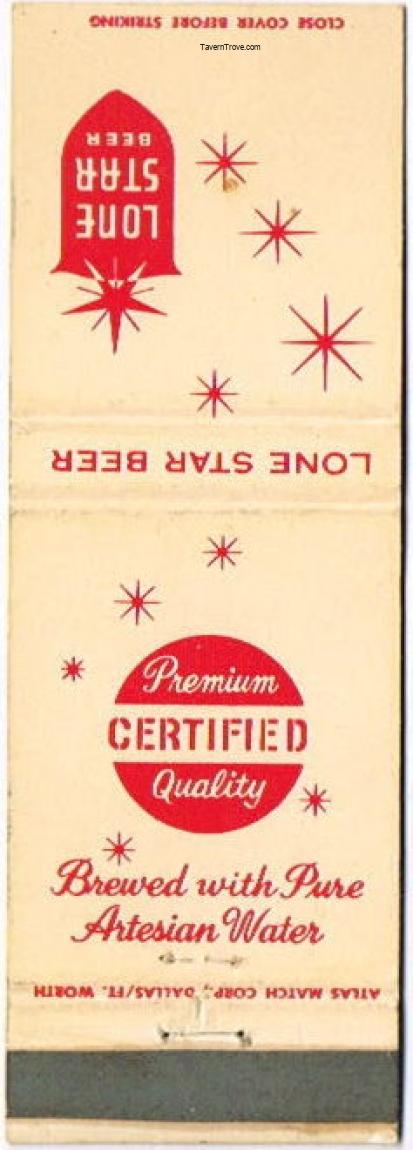 CLOSE COVER BEFORE STRIKING
TavernTrove.com
LONE
STAR
BEER
LONE STAR BEER
Premium
CERTIFIED
Quality
Brewed with Pure
Artesian Water
ATLAS MATCH CORP., DALLAS/FT. WORTH